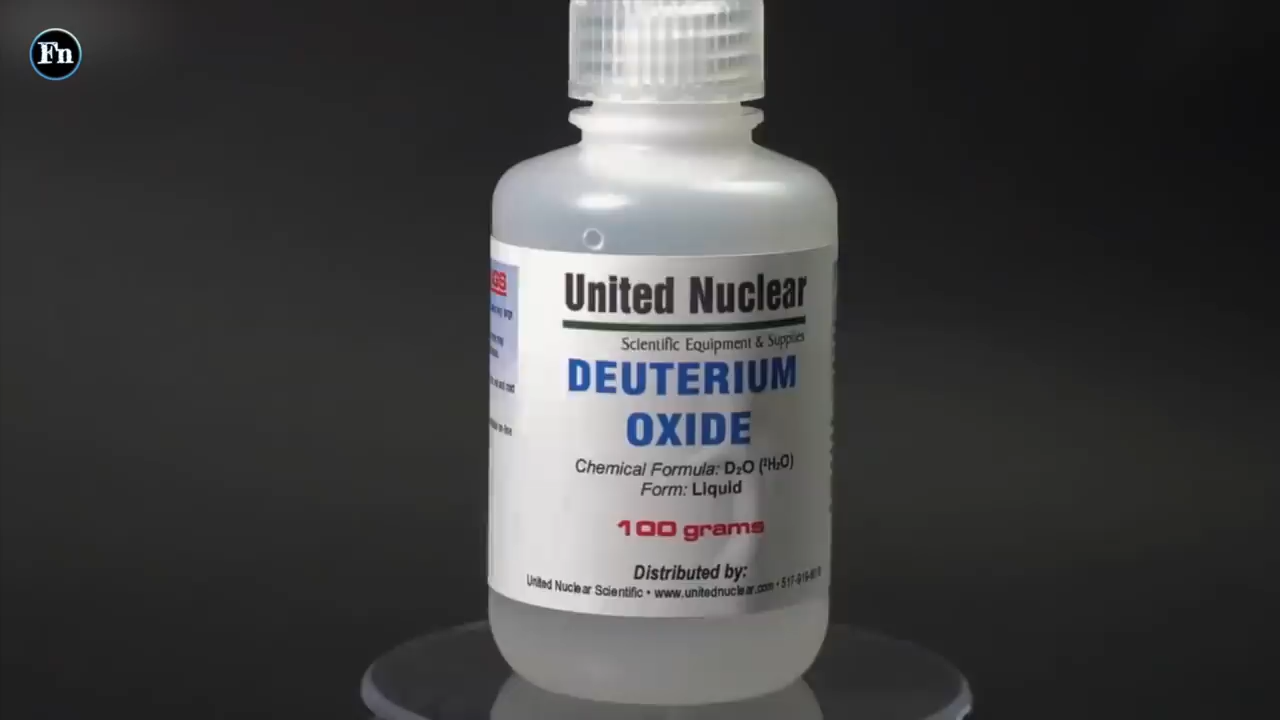 Fn
GS
United Nuclear
Scientific Equipment & Supplies
DEUTERIUM
OXIDE
Chemical Formula: D₂O (²H₂O)
Form: Liquid
100 grams
Distributed by:
United Nuclear Scientific • www.unitednuclear.com •